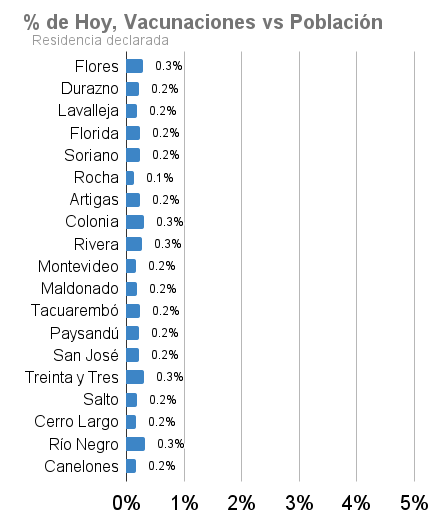 % de Hoy, Vacunaciones vs Población
Residencia declarada
Flores 0.3%
Durazno 0.2%
Lavalleja 0.2%
Florida 0.2%
Soriano 0.2%
Rocha 0.1%
Artigas 0.2%
Colonia 0.3%
Rivera 0.3%
Montevideo 0.2%
Maldonado 0.2%
Tacuarembó 0.2%
Paysandú 0.2%
San José 0.2%
Treinta y Tres 0.3%
Salto 0.2%
Cerro Largo 0.2%
Río Negro 0.3%
Canelones 0.2%
0% 1% 2% 3% 4% 5%